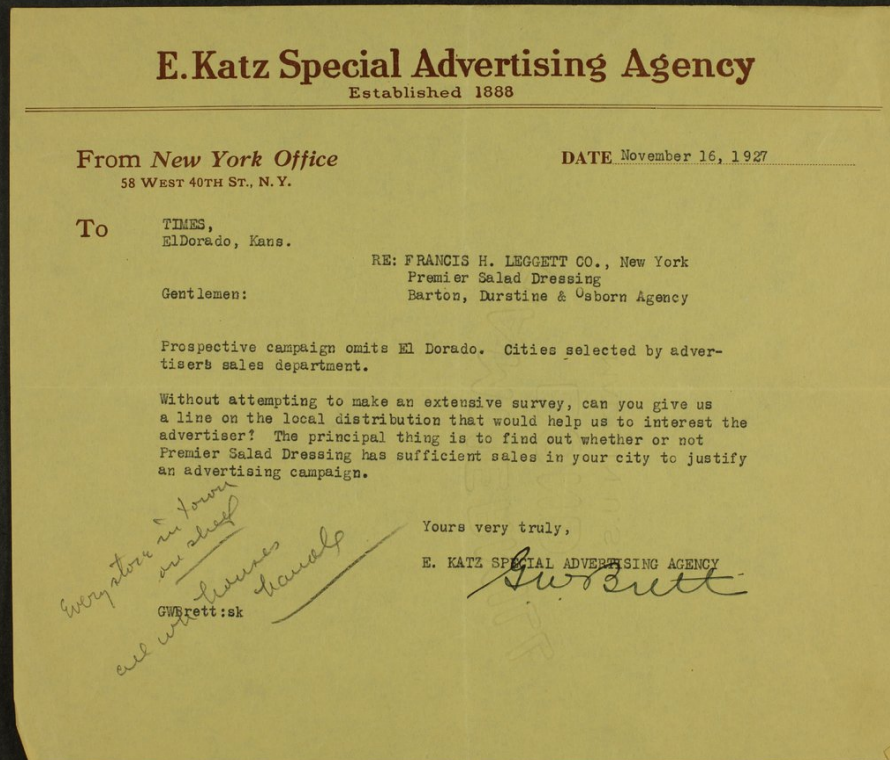 E. Katz Special Advertising Agency
Established 1888
From New York Office
58 WEST 40TH ST., N. Y.
DATE November 16, 1927
To
TIMES,
ElDorado, Kans.
RE: FRANCIS H. LEGGETT CO., New York
Premier Salad Dressing
Barton, Durstine & Osborn Agency
Gentlemen:
Prospective campaign omits El Dorado. Cities selected by adver-
tisers sales department.
Without attempting to make an extensive survey, can you give us
a line on the local distribution that would help us to interest the
advertiser? The principal thing is to find out whether or not
Premier Salad Dressing has sufficient sales in your city to justify
an advertising campaign.
Yours very truly,
E. KATZ SPECIAL ADVERTISING AGENCY
GWBrett
GWBrett:sk
Every store in town
on shelf
all whl houses
handle